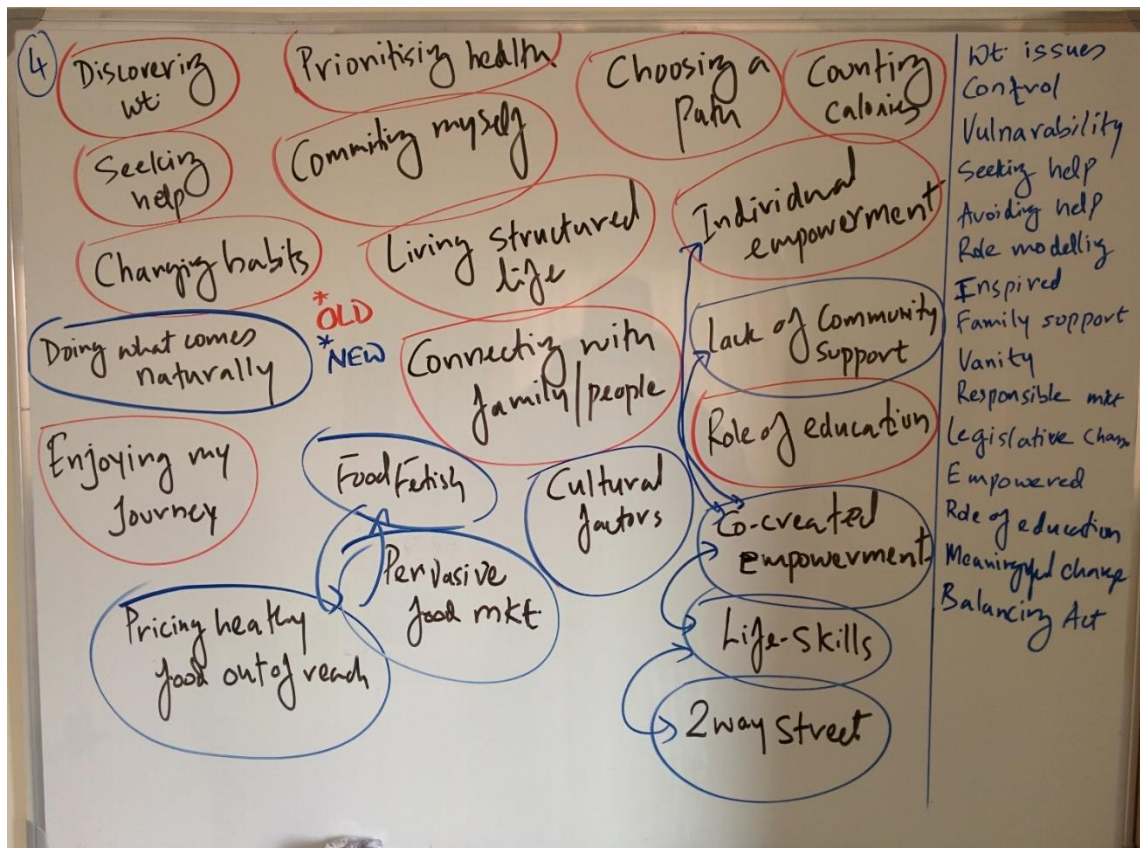 4
Discovering
wt.
Prioritising health
Choosing a
Path
Counting
calories
Seeking
help
Commiting myself
Changing habits
Living structured
life
Individual
empowerment
Doing what comes
naturally
*OLD
*NEW
Connecting with
family/people
Lack of Community
support
Role of education
Enjoying my
Journey
Food Fetish
Cultural
factors
Co-created
Empowerment
Pervasive
food mkt
Pricing healthy
food out of reach
Life-Skills
2 way Street
Wt issues
Control
Vulnarability
Seeking help
Avoiding help
Role modelling
Inspired
Family support
Vanity
Responsible mkt
Legislative
Empowered
Role of education
Meaningful change
Balancing Act